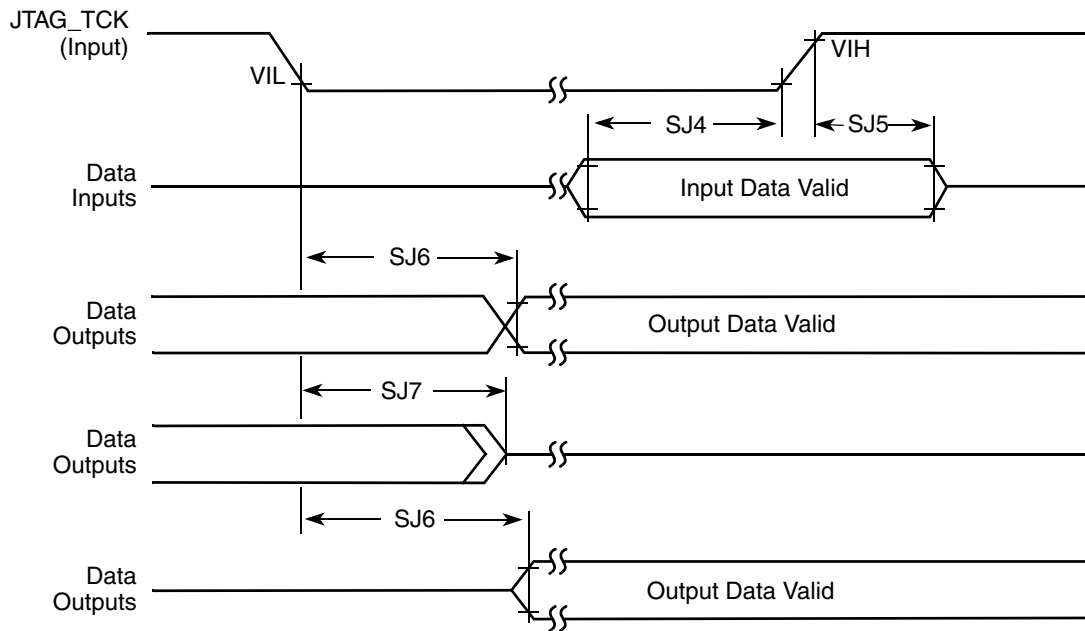 JTAG_TCK
(Input)
VIL
VIH
SJ4
SJ5
Data
Inputs
Input Data Valid
SJ6
Data
Outputs
Output Data Valid
SJ7
Data
Outputs
SJ6
Data
Outputs
Output Data Valid